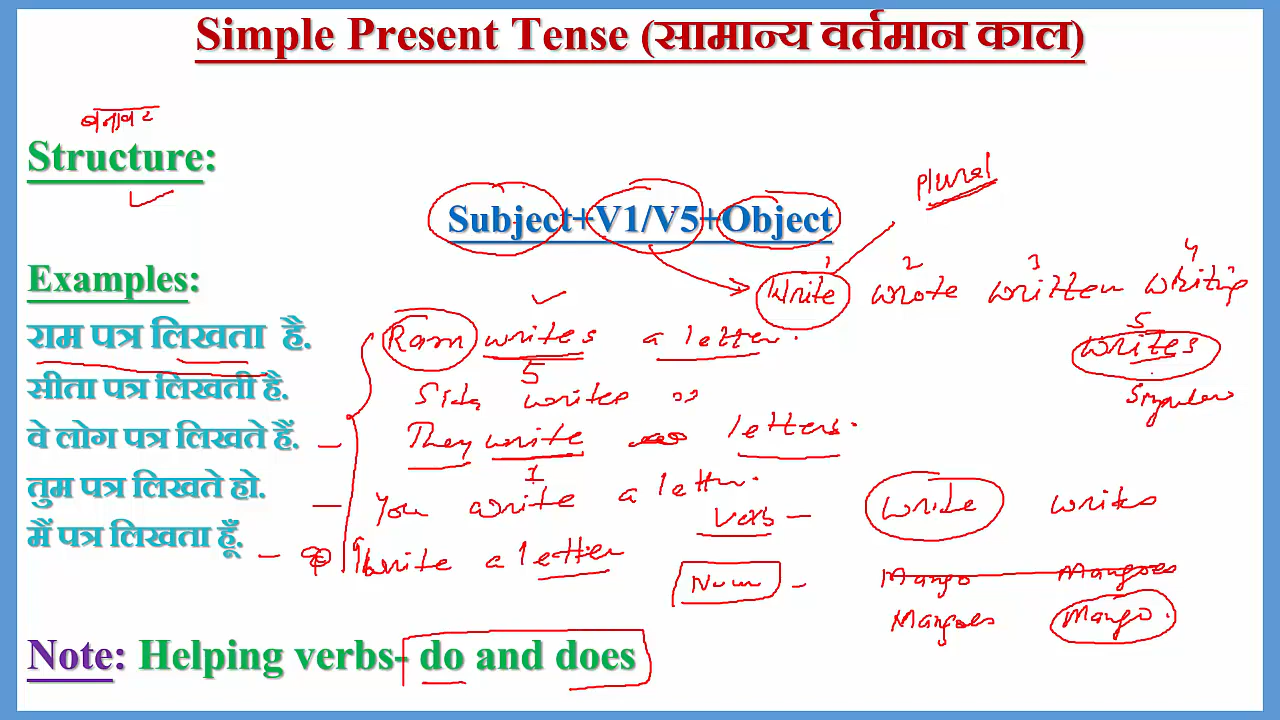 Simple Present Tense (सामान्य वर्तमान काल)
बनावट
Structure:
Plural
Subject+V1/V5+Object
1 2 3 4
Write wrote written writing
Examples:
राम पत्र लिखता है.
Ram writes a letter.
5
writes
5
सीता पत्र लिखती है.
Sita writes
Singular
वे लोग पत्र लिखते हैं.
They write letters.
1
तुम पत्र लिखते हो.
You write a letter.
Verb - write writes
मैं पत्र लिखता हूँ.
I write a letter
Noun - Mango Mangoes
Mangoes Mango.
Note: Helping verbs- do and does